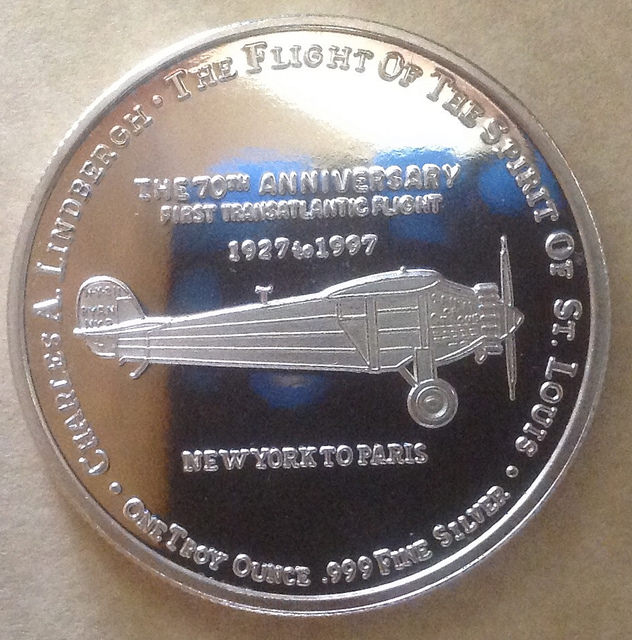 CHARLES A. LINDBERGH · THE FLIGHT OF THE SPIRIT OF ST. LOUIS ·
THE 70TH ANNIVERSARY
FIRST TRANSATLANTIC FLIGHT
1927 to 1997
NEW YORK TO PARIS
ONE TROY OUNCE .999 FINE SILVER